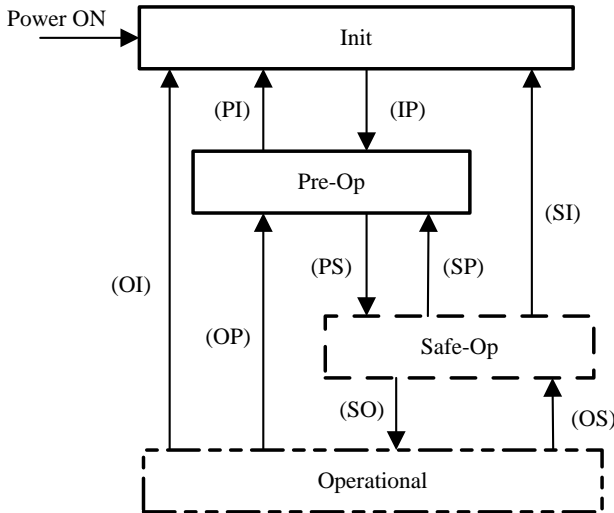 Power ON
Init
(PI)
(IP)
Pre-Op
(SI)
(PS)
(SP)
(OI)
(OP)
Safe-Op
(SO)
(OS)
Operational